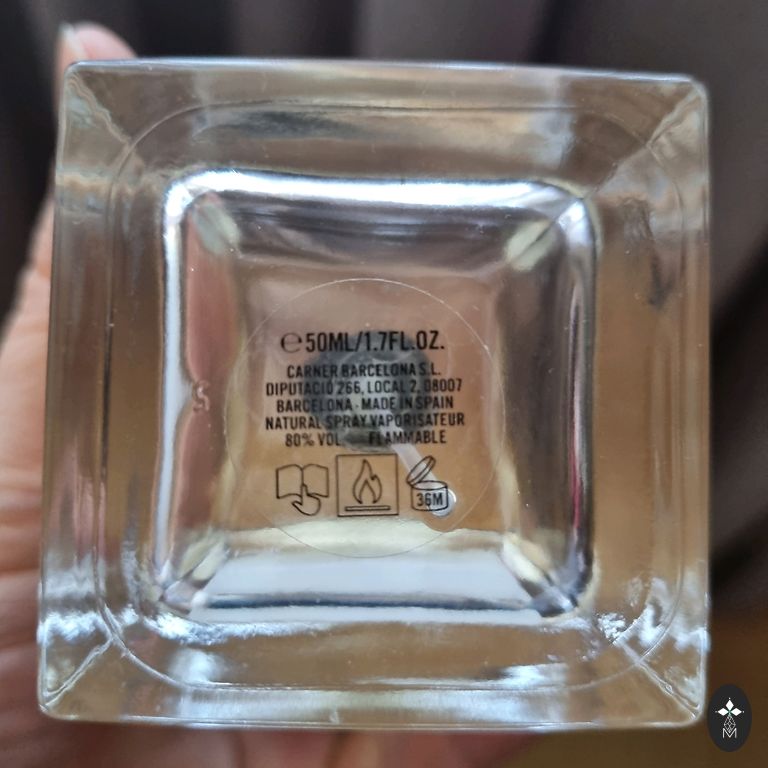 ℮50ML/1.7FL.OZ.
CARNER BARCELONA S.L.
DIPUTACIÓ 266, LOCAL 2, 08007
BARCELONA · MADE IN SPAIN
NATURAL SPRAY VAPORISATEUR
80% VOL FLAMMABLE
36M
M